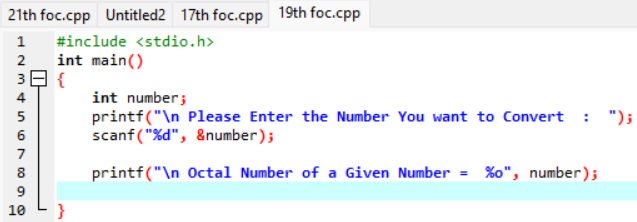 21th foc.cpp Untitled2 17th foc.cpp 19th foc.cpp
1 #include <stdio.h>
2 int main()
3 {
4 int number;
5 printf("\n Please Enter the Number You want to Convert  :  ");
6 scanf("%d", &number);
7
8 printf("\n Octal Number of a Given Number =  %o", number);
9
10 }